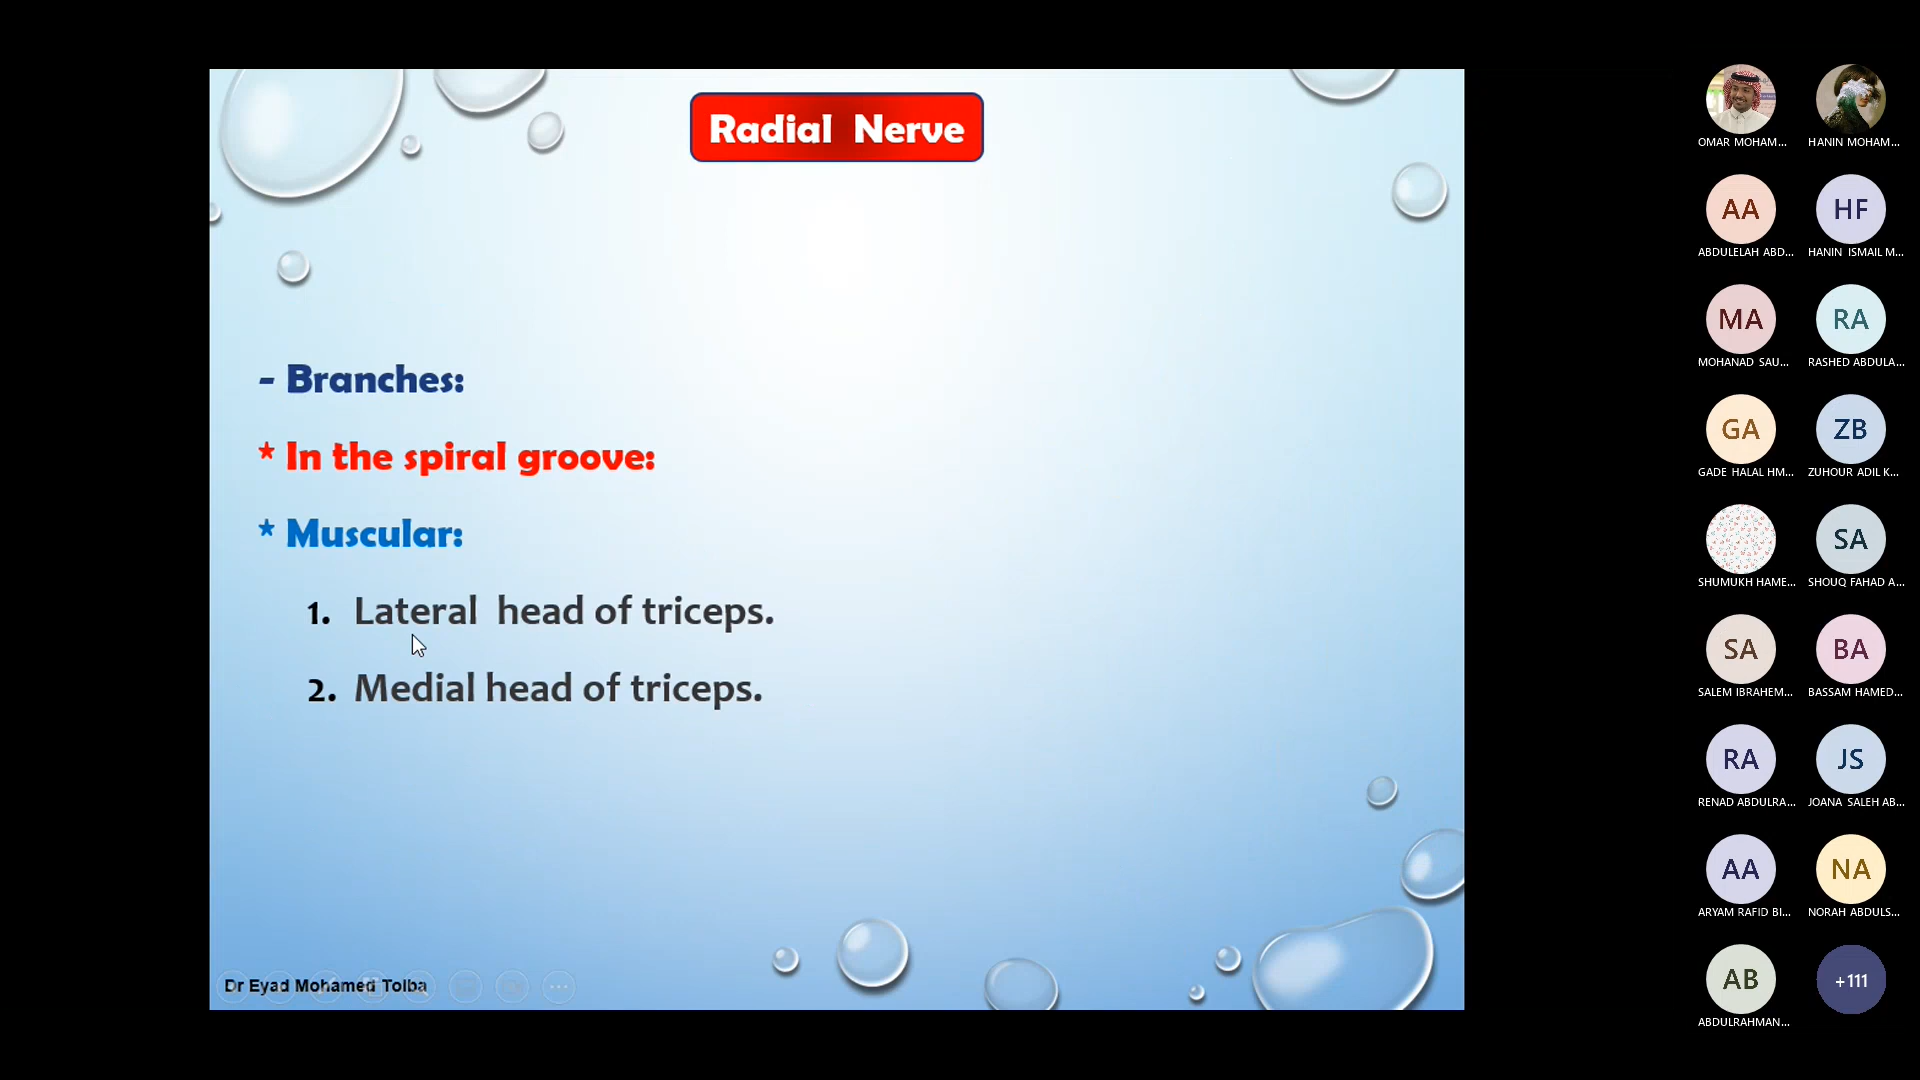 Radial Nerve
- Branches:
* In the spiral groove:
* Muscular:
1. Lateral head of triceps.
2. Medial head of triceps.
Dr Eyad Mohamed Tolba
OMAR MOHAM...
HANIN MOHAM...
AA
HF
ABDULELAH ABD...
HANIN ISMAIL M...
MA
RA
MOHANAD SAU...
RASHED ABDULA...
GA
ZB
GADE HALAL HM...
ZUHOUR ADIL K...
SA
SHUMUKH HAME...
SHOUQ FAHAD A...
SA
BA
SALEM IBRAHEM...
BASSAM HAMED...
RA
JS
RENAD ABDULRA...
JOANA SALEH AB...
AA
NA
ARYAM RAFID BI...
NORAH ABDULS...
AB
+111
ABDULRAHMAN...